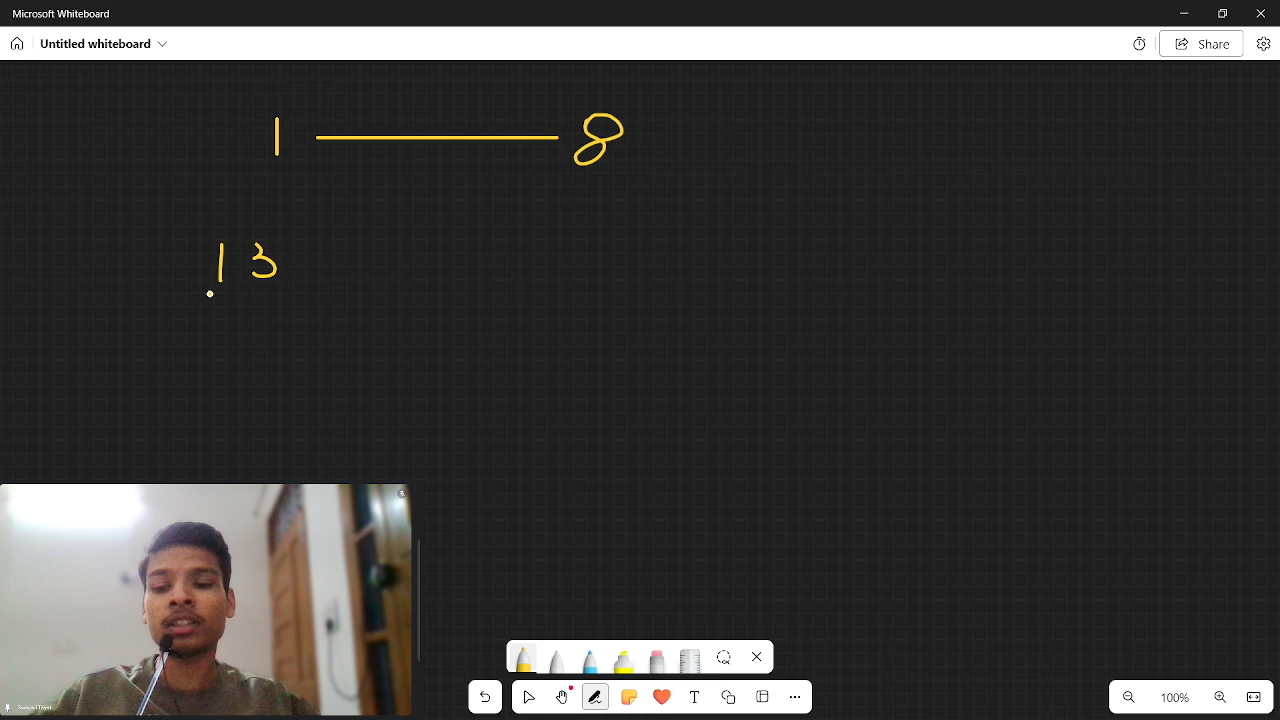 Microsoft Whiteboard
Untitled whiteboard
Share
1 — 8
1 3
100%